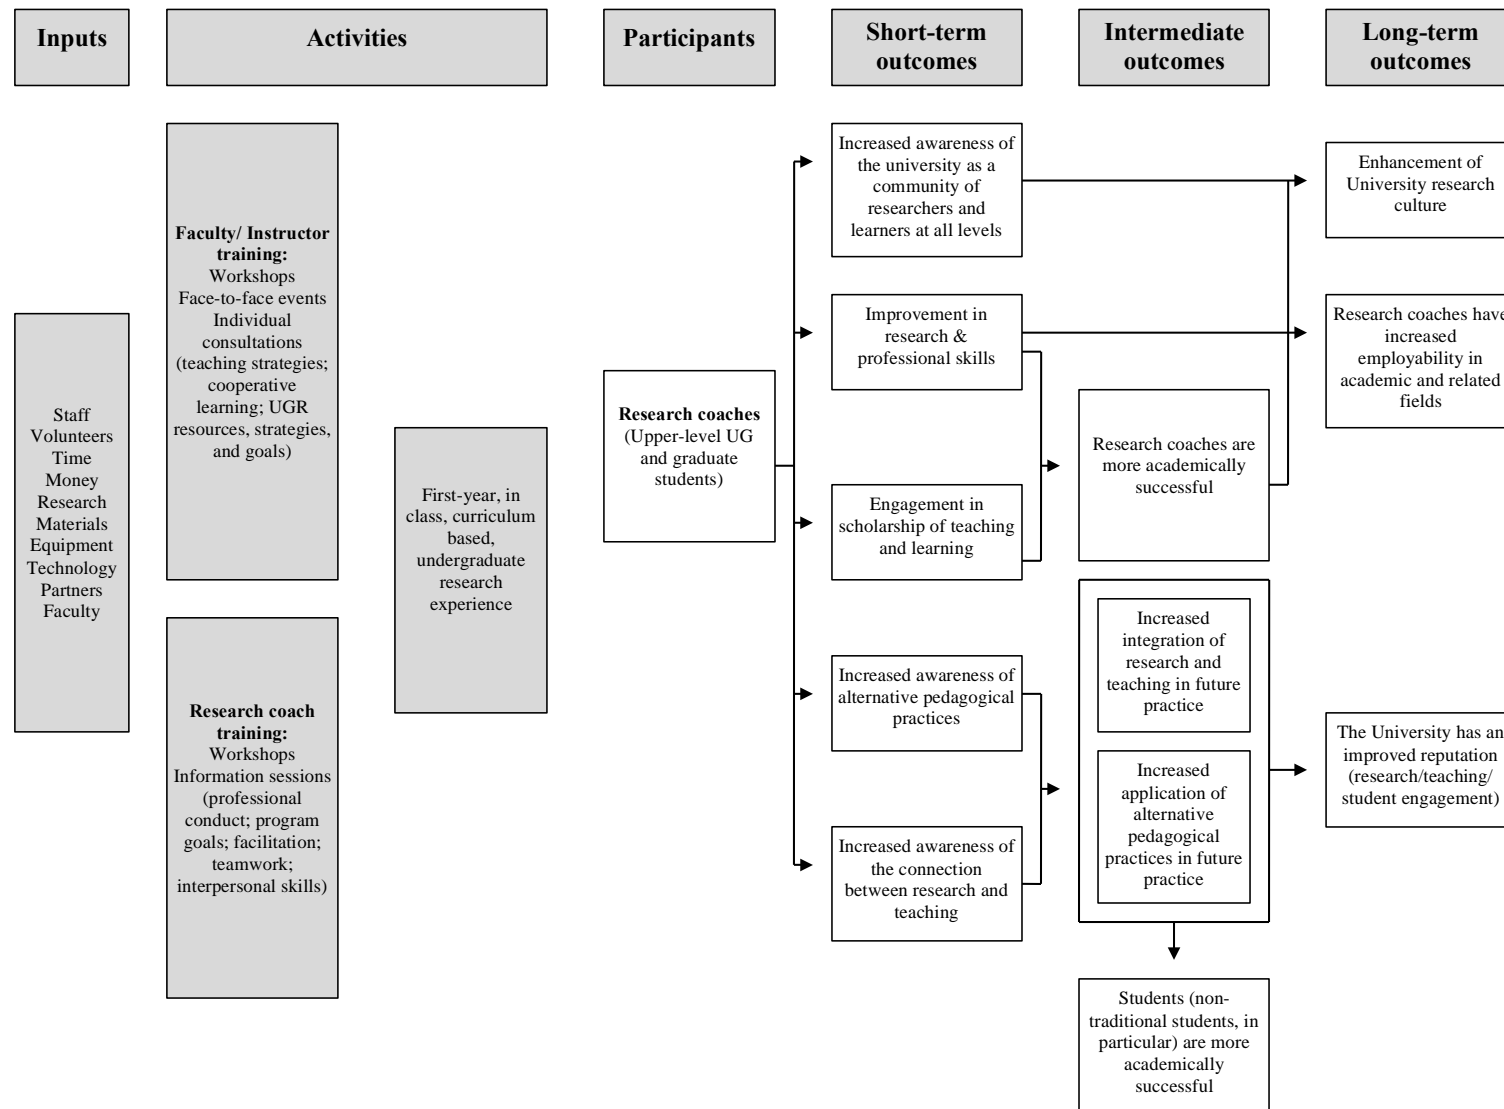 Inputs
Activities
Participants
Short-term
outcomes
Intermediate
outcomes
Long-term
outcomes
Staff
Volunteers
Time
Money
Research
Materials
Equipment
Technology
Partners
Faculty
Faculty/ Instructor
training:
Workshops
Face-to-face events
Individual
consultations
(teaching strategies;
cooperative
learning; UGR
resources, strategies,
and goals)
Research coach
training:
Workshops
Information sessions
(professional
conduct; program
goals; facilitation;
teamwork;
interpersonal skills)
First-year, in
class, curriculum
based,
undergraduate
research
experience
Research coaches
(Upper-level UG
and graduate
students)
Increased awareness of
the university as a
community of
researchers and
learners at all levels
Improvement in
research &
professional skills
Engagement in
scholarship of teaching
and learning
Increased awareness of
alternative pedagogical
practices
Increased awareness of
the connection
between research and
teaching
Research coaches are
more academically
successful
Increased
integration of
research and
teaching in future
practice
Increased
application of
alternative
pedagogical
practices in future
practice
Students (non-
traditional students, in
particular) are more
academically
successful
Enhancement of
University research
culture
Research coaches have
increased
employability in
academic and related
fields
The University has an
improved reputation
(research/teaching/
student engagement)